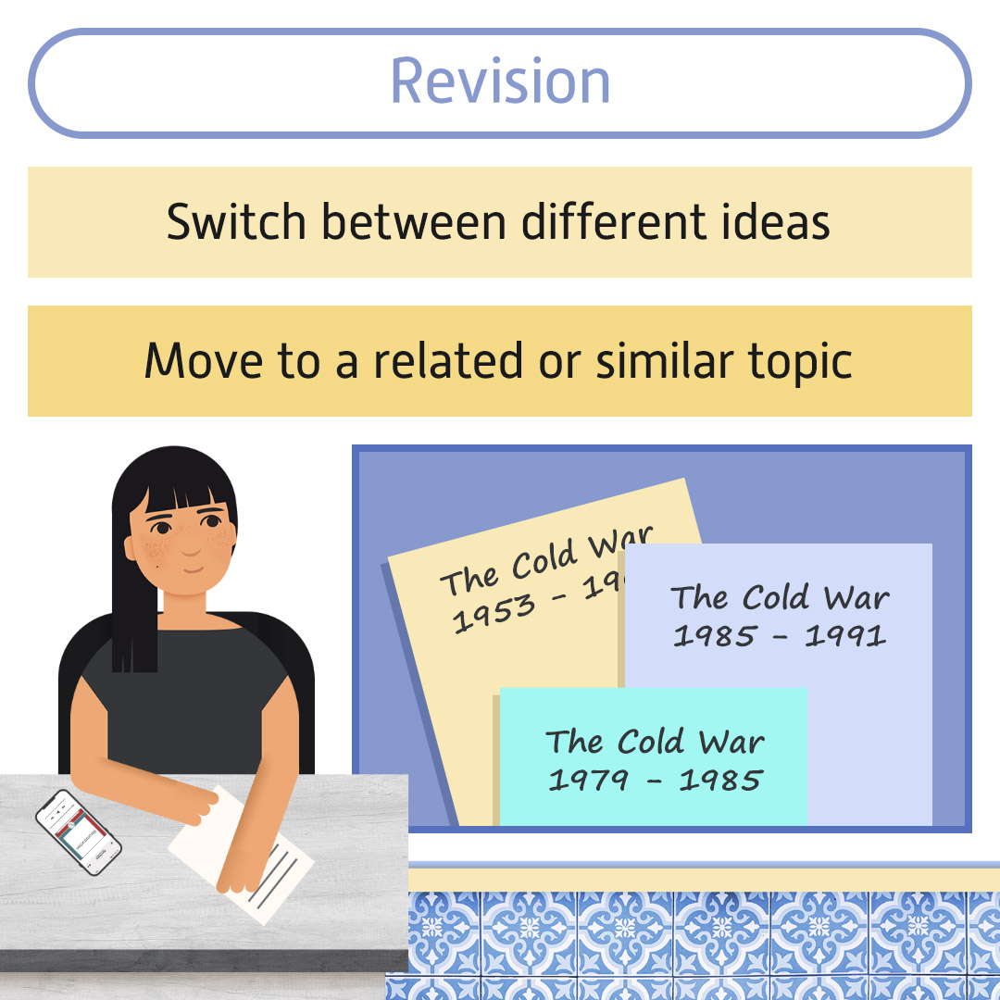 Revision
Switch between different ideas
Move to a related or similar topic
The Cold War
1953 -
The Cold War
1985 - 1991
The Cold War
1979 - 1985